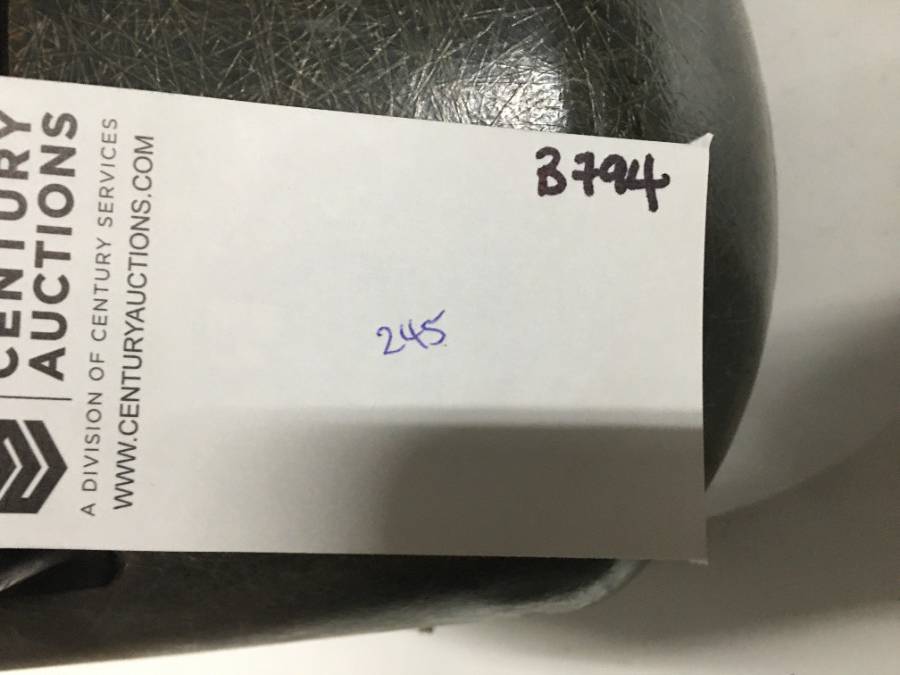 CENTURY
AUCTIONS
A DIVISION OF CENTURY SERVICES
WWW.CENTURYAUCTIONS.COM
B794
245